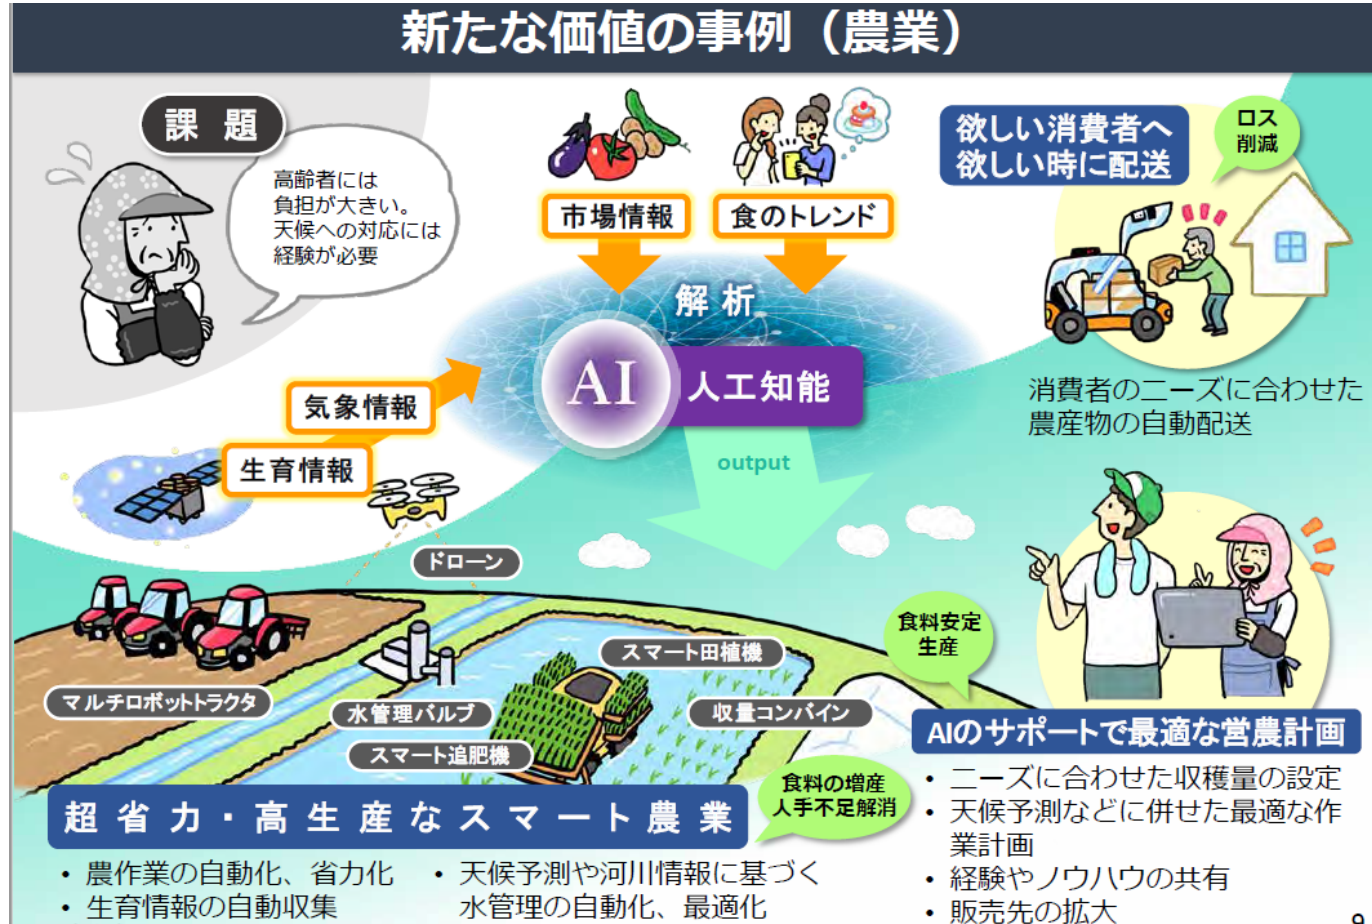 新たな価値の事例（農業）
課 題
高齢者には
負担が大きい。
天候への対応には
経験が必要
市場情報
食のトレンド
解 析
AI
人工知能
気象情報
生育情報
output
欲しい消費者へ
欲しい時に配送
ロス
削減
消費者のニーズに合わせた
農産物の自動配送
ドローン
マルチロボットトラクタ
水管理バルブ
スマート追肥機
スマート田植機
収量コンバイン
食料安定
生産
食料の増産
人手不足解消
超省力・高生産なスマート農業
・ 農作業の自動化、省力化
・ 生育情報の自動収集
・ 天候予測や河川情報に基づく
水管理の自動化、最適化
AIのサポートで最適な営農計画
・ ニーズに合わせた収穫量の設定
・ 天候予測などに併せた最適な作
業計画
・ 経験やノウハウの共有
・ 販売先の拡大
9